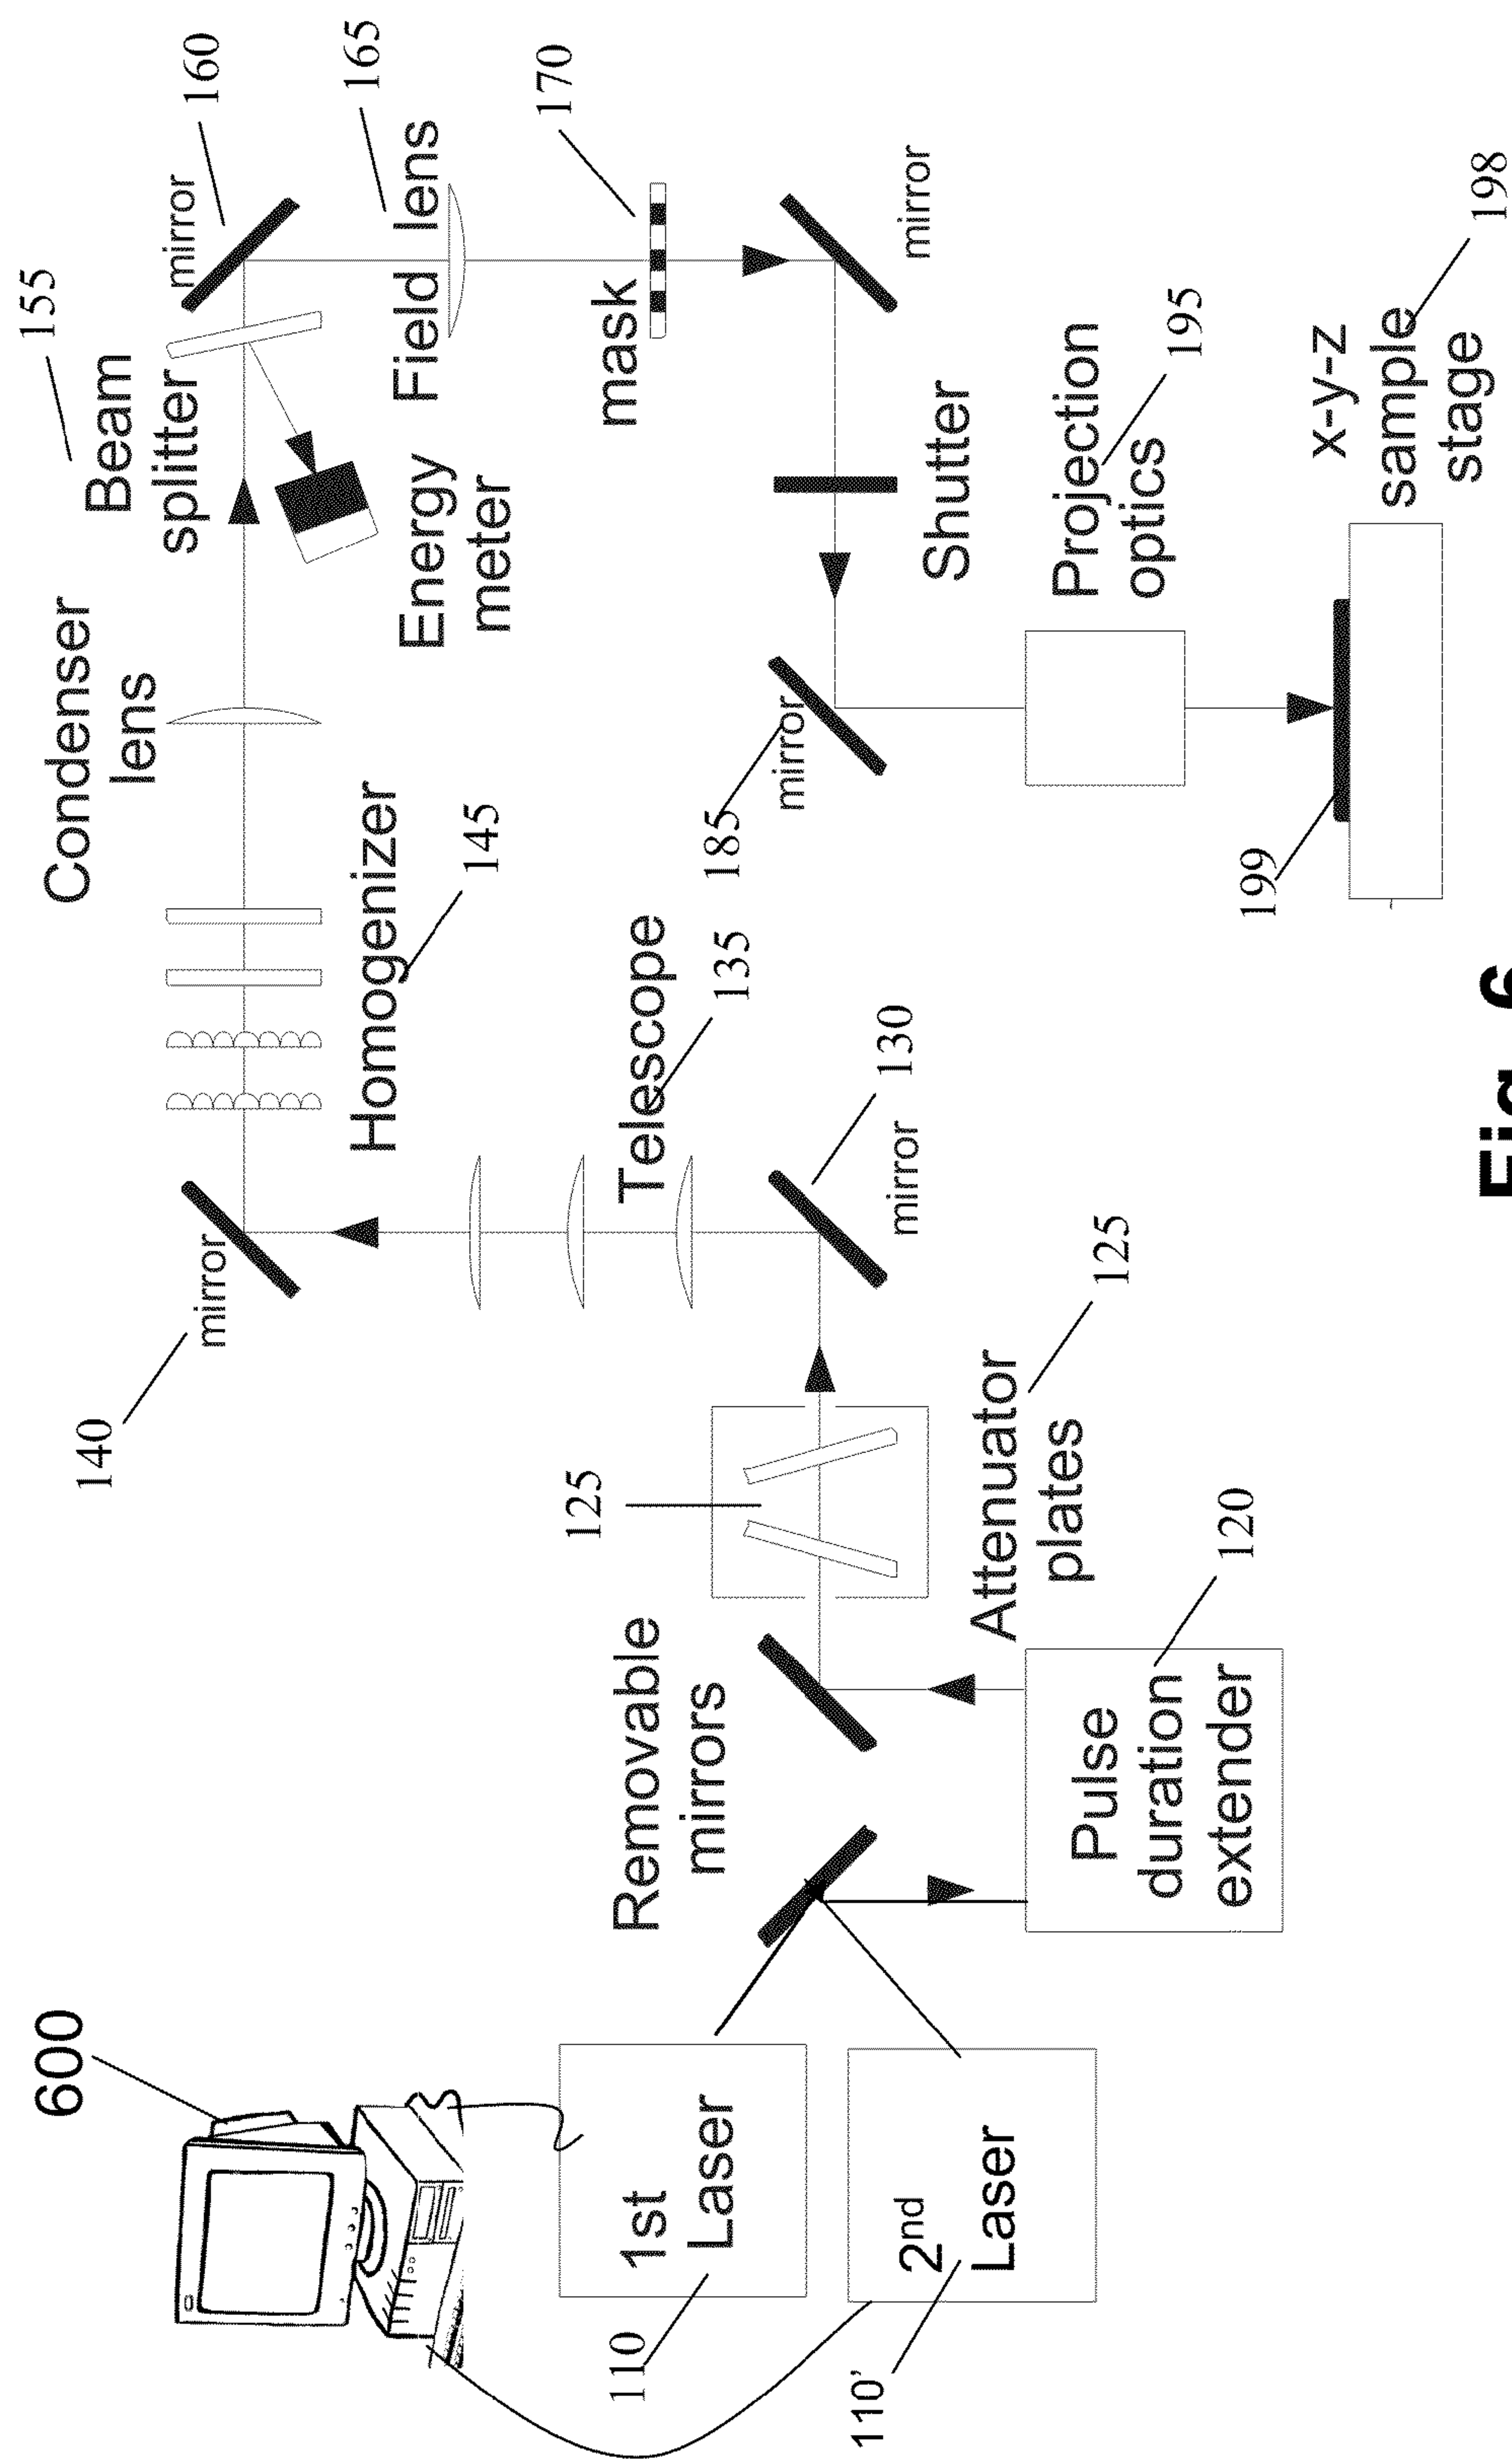 600
1st
Laser
110
2nd
Laser
110’
Removable
mirrors
Pulse
duration
extender
120
125
Attenuator
plates
125
mirror
130
Telescope
135
mirror
140
Homogenizer
145
Condenser
lens
Beam
splitter
155
Energy
meter
mirror
160
Field lens
165
mask
170
mirror
Shutter
mirror
185
Projection
optics
195
x-y-z
sample
stage
198
199
Fig. 6